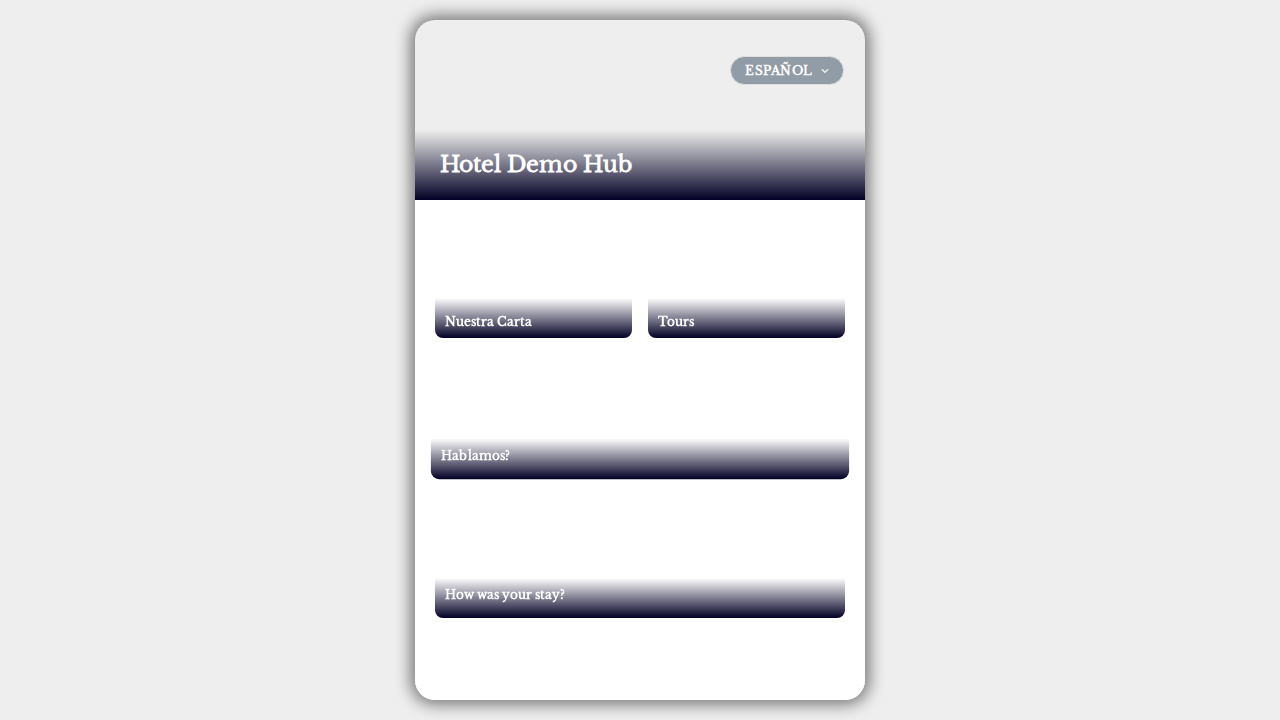 ESPAÑOL
Hotel Demo Hub
Nuestra Carta
Tours
Hablamos?
How was your stay?